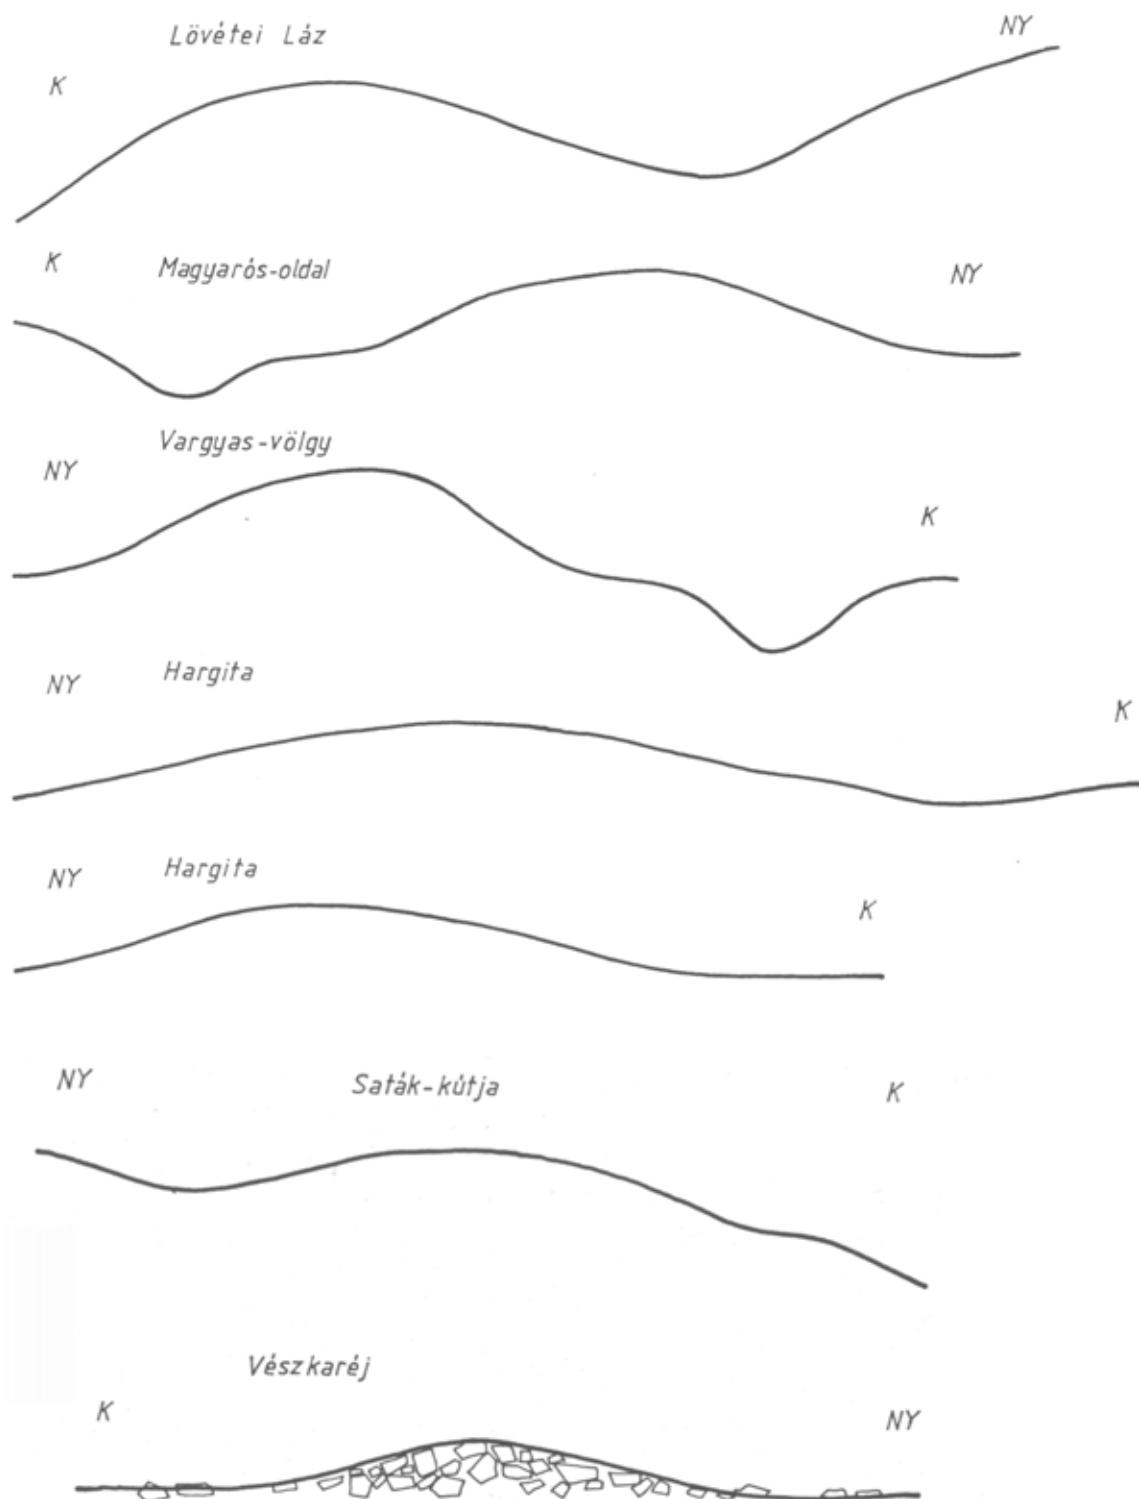 Lövétei Láz
NY
K
K
Magyarós-oldal
NY
Vargyas-völgy
NY
K
Hargita
NY
K
Hargita
NY
K
NY
Saták-kútja
K
Vészkaréj
K
NY